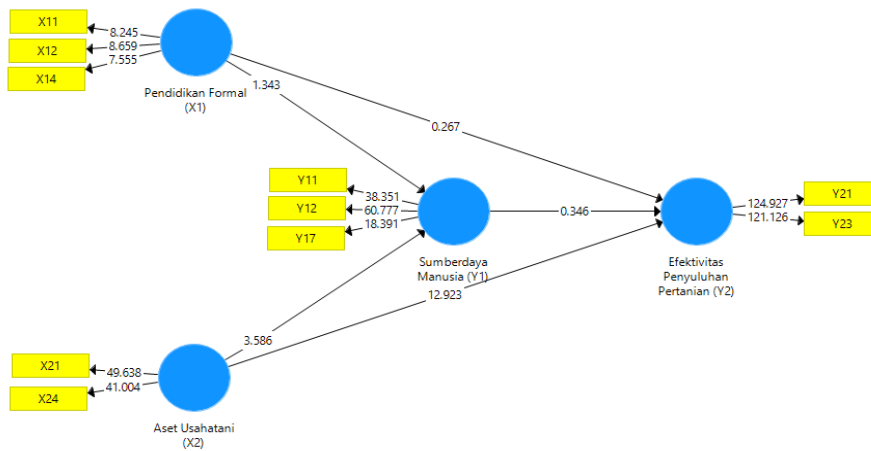 X11
8.245
X12
8.659
X14
7.555
Pendidikan Formal
(X1)
1.343
0.267
Y11
38.351
Y12
60.777
Y17
18.391
Sumberdaya
Manusia (Y1)
0.346
124.927
Y21
121.126
Y23
Efektivitas
Penyuluhan
Pertanian (Y2)
12.923
3.586
X21
49.638
X24
41.004
Aset Usahatani
(X2)